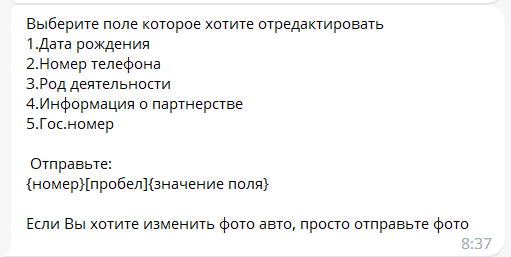 Выберите поле которое хотите отредактировать
1.Дата рождения
2.Номер телефона
3.Род деятельности
4.Информация о партнерстве
5.Гос.номер
Отправьте:
{номер}[пробел]{значение поля}
Если Вы хотите изменить фото авто, просто отправьте фото
8:37